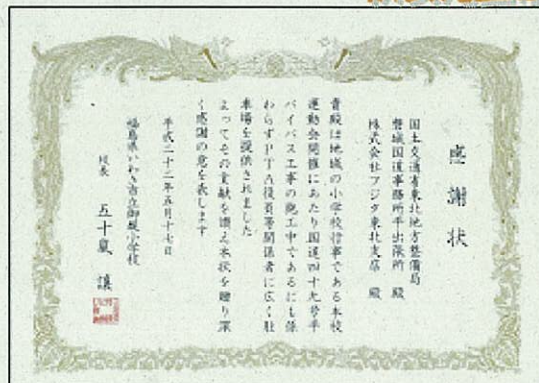 感謝状
国土交通省東北地方整備局
磐城国道事務所平出張所 殿
株式会社フジタ東北支店 殿
貴殿は地域の小学校行事である本校
運動会開催にあたり国道四十九号平
バイパス工事の施工中であるにも係
わらずPTA役員等関係者に広く駐
車場を提供されました
よってその貢献を讃え本状を贈り深
く感謝の意を表します
平成二十二年五月十七日
福島県いわき市立御厩小学校
校長 五十嵐 譲